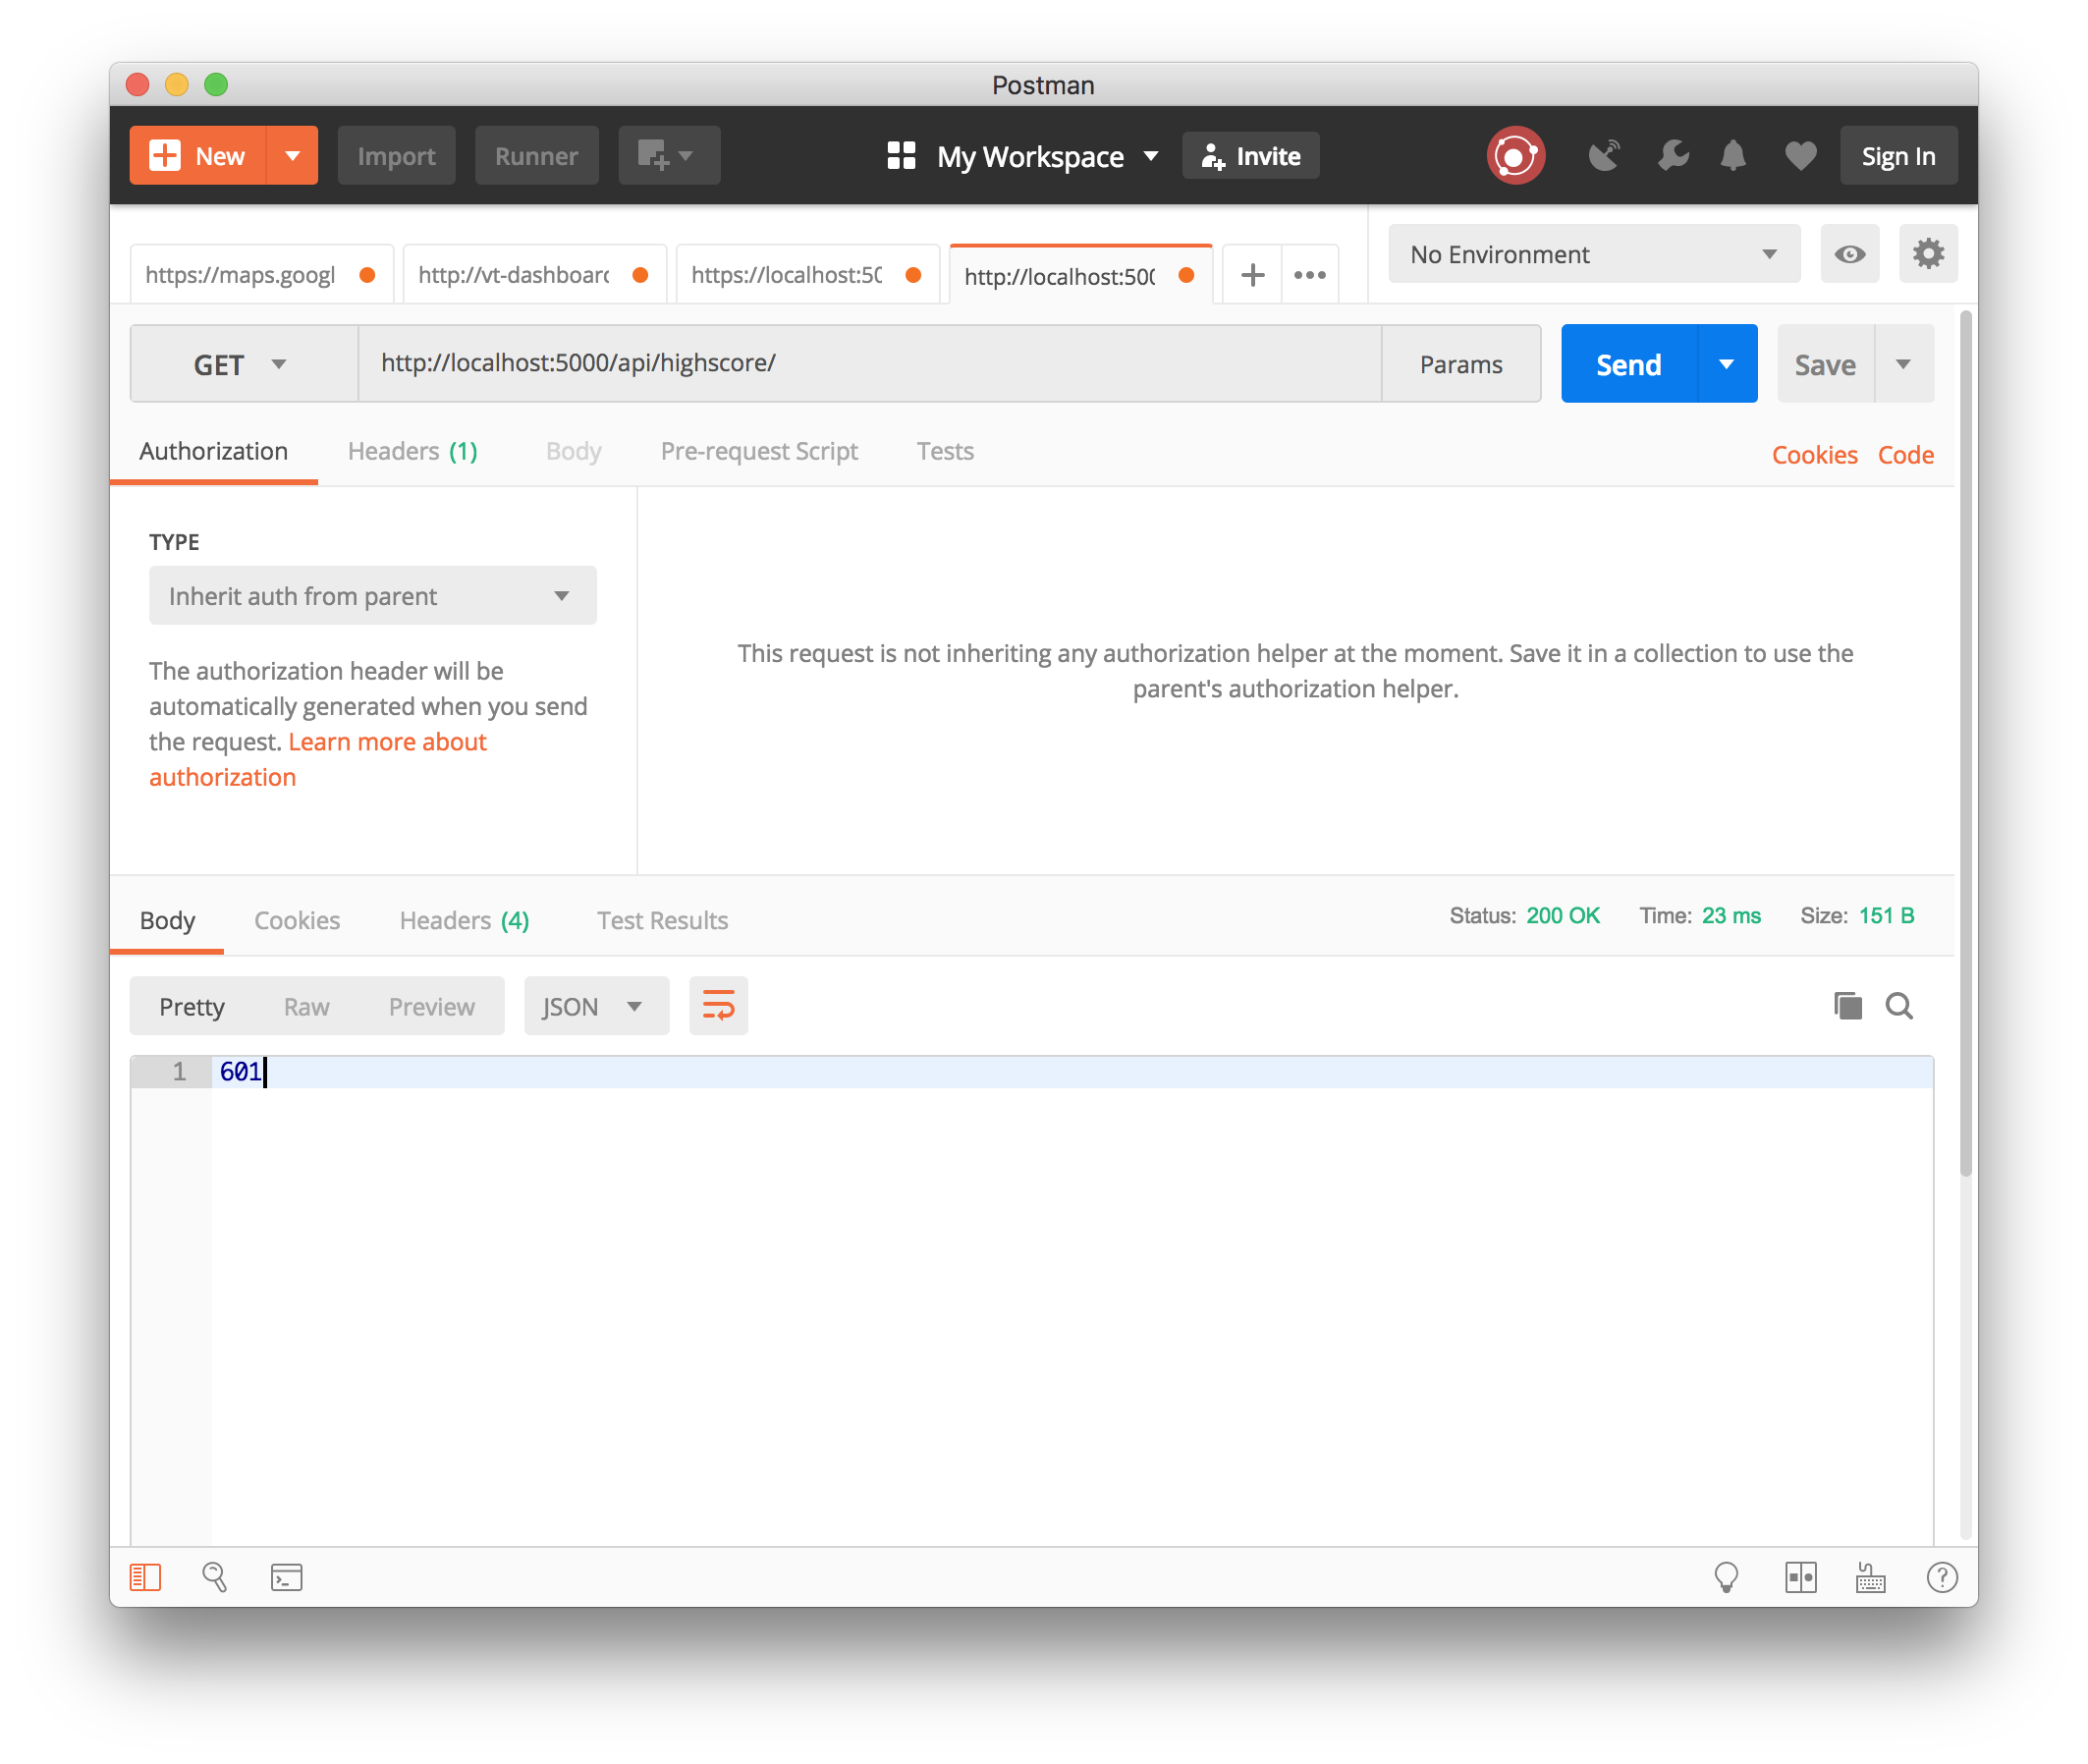 Postman
New
Import
Runner
My Workspace
Invite
Sign In
https://maps.googl
http://vt-dashboard
https://localhost:50
http://localhost:500
No Environment
GET
http://localhost:5000/api/highscore/
Params
Send
Save
Authorization
Headers (1)
Body
Pre-request Script
Tests
Cookies
Code
TYPE
Inherit auth from parent
The authorization header will be
automatically generated when you send
the request. Learn more about
authorization
This request is not inheriting any authorization helper at the moment. Save it in a collection to use the
parent's authorization helper.
Body
Cookies
Headers (4)
Test Results
Status: 200 OK
Time: 23 ms
Size: 151 B
Pretty
Raw
Preview
JSON
1
601